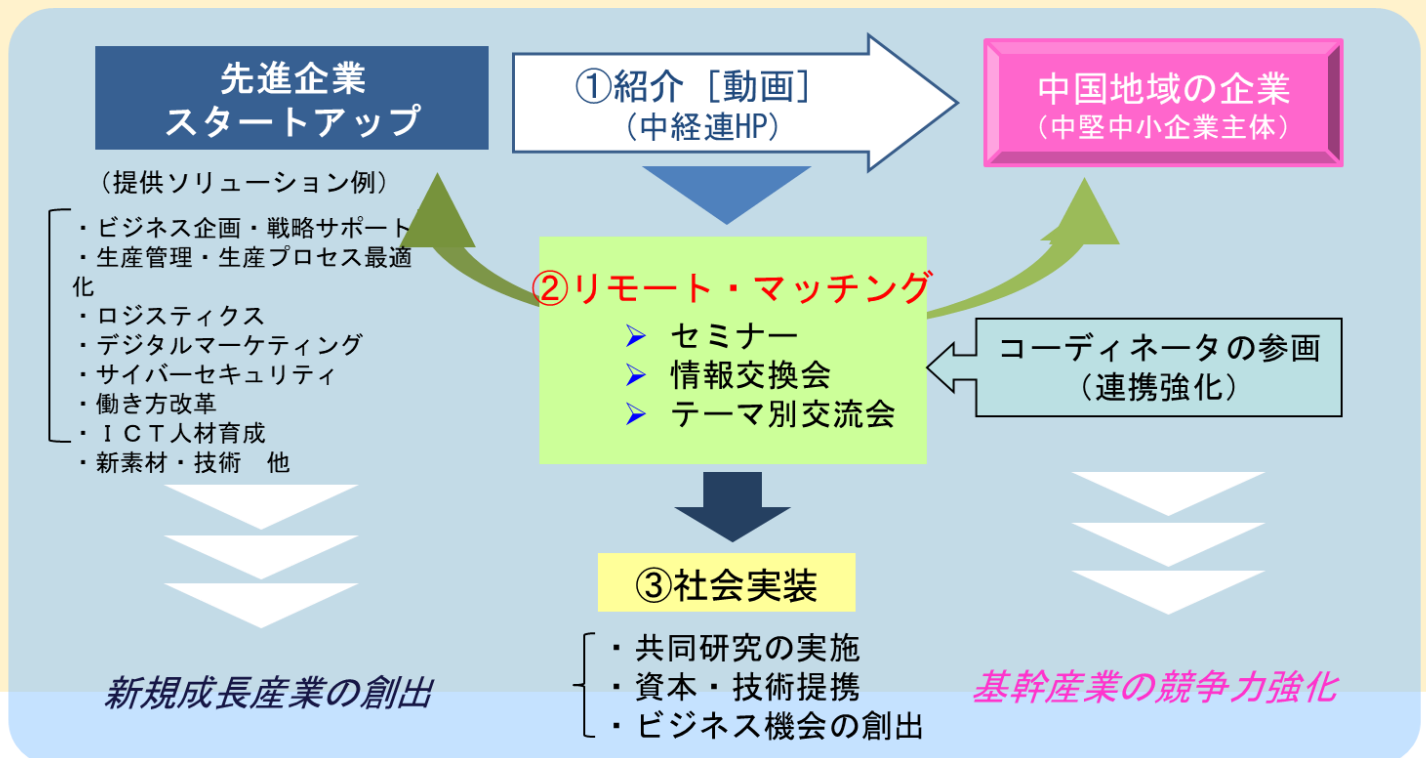 先進企業
スタートアップ
①紹介［動画］
（中経連HP）
中国地域の企業
（中堅中小企業主体）
（提供ソリューション例）
・ビジネス企画・戦略サポート
・生産管理・生産プロセス最適
化
・ロジスティクス
・デジタルマーケティング
・サイバーセキュリティ
・働き方改革
・ＩＣＴ人材育成
・新素材・技術　他
②リモート・マッチング
➢ セミナー
➢ 情報交換会
➢ テーマ別交流会
コーディネータの参画
（連携強化）
③社会実装
・共同研究の実施
・資本・技術提携
・ビジネス機会の創出
新規成長産業の創出
基幹産業の競争力強化